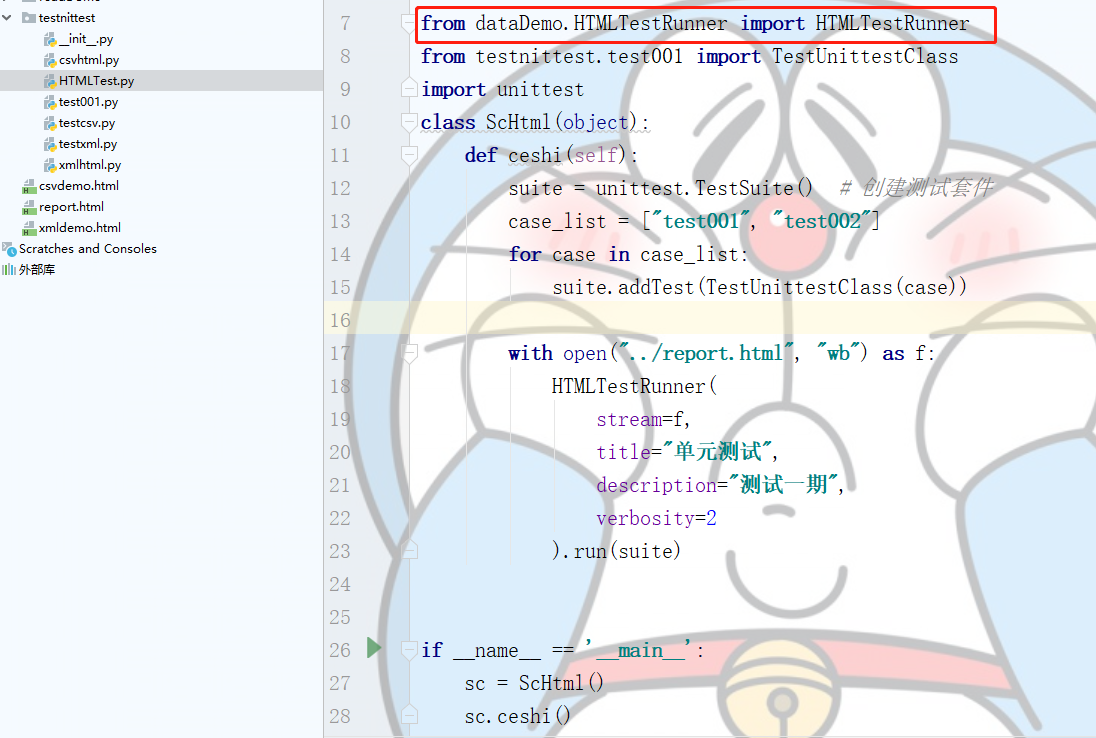 testnittest
__init__.py
csvhtml.py
HTMLTest.py
test001.py
testcsv.py
testxml.py
xmlhtml.py
csvdemo.html
report.html
xmldemo.html
Scratches and Consoles
外部库
7 from dataDemo.HTMLTestRunner import HTMLTestRunner
8 from testnittest.test001 import TestUnittestClass
9 import unittest
10 class ScHtml(object):
11 def ceshi(self):
12 suite = unittest.TestSuite() # 创建测试套件
13 case_list = ["test001", "test002"]
14 for case in case_list:
15 suite.addTest(TestUnittestClass(case))
16
17 with open("../report.html", "wb") as f:
18 HTMLTestRunner(
19 stream=f,
20 title="单元测试",
21 description="测试一期",
22 verbosity=2
23 ).run(suite)
24
25
26 if __name__ == '__main__':
27 sc = ScHtml()
28 sc.ceshi()